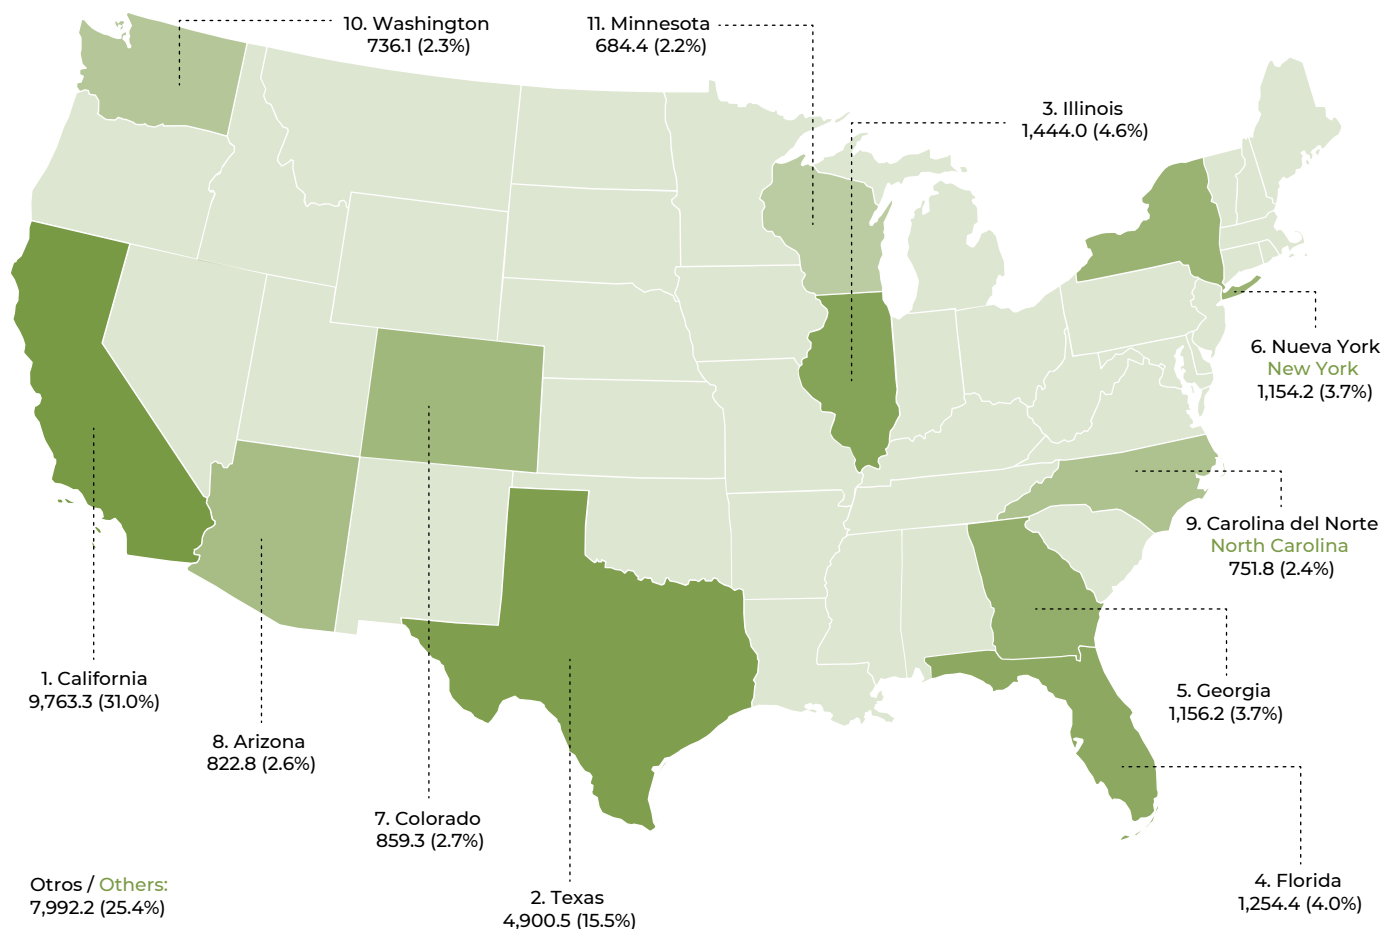 10. Washington
736.1 (2.3%)
11. Minnesota
684.4 (2.2%)
3. Illinois
1,444.0 (4.6%)
6. Nueva York
New York
1,154.2 (3.7%)
9. Carolina del Norte
North Carolina
751.8 (2.4%)
1. California
9,763.3 (31.0%)
5. Georgia
1,156.2 (3.7%)
8. Arizona
822.8 (2.6%)
7. Colorado
859.3 (2.7%)
Otros / Others:
7,992.2 (25.4%)
2. Texas
4,900.5 (15.5%)
4. Florida
1,254.4 (4.0%)